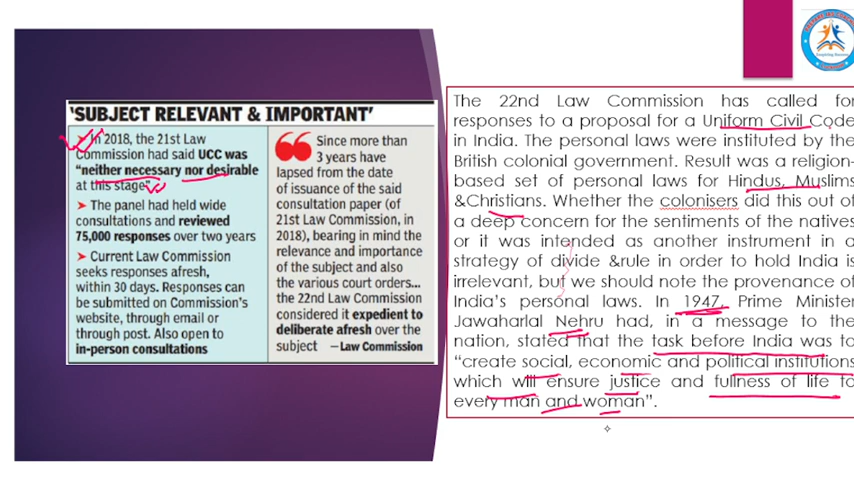 'SUBJECT RELEVANT & IMPORTANT'
➤ In 2018, the 21st Law
Commission had said UCC was
"neither necessary nor desirable
at this stage"
➤ The panel had held wide
consultations and reviewed
75,000 responses over two years
➤ Current Law Commission
seeks responses afresh,
within 30 days. Responses can
be submitted on Commission's
website, through email or
through post. Also open to
in-person consultations
Since more than
3 years have
lapsed from the date
of issuance of the said
consultation paper (of
21st Law Commission, in
2018), bearing in mind the
relevance and importance
of the subject and also
the various court orders...
the 22nd Law Commission
considered it expedient to
deliberate afresh over the
subject —Law Commission
The 22nd Law Commission has called for
responses to a proposal for a Uniform Civil Code
in India. The personal laws were instituted by the
British colonial government. Result was a religion-
based set of personal laws for Hindus, Muslims
&Christians. Whether the colonisers did this out of
a deep concern for the sentiments of the natives
or it was intended as another instrument in a
strategy of divide &rule in order to hold India is
irrelevant, but we should note the provenance of
India's personal laws. In 1947, Prime Minister
Jawaharlal Nehru had, in a message to the
nation, stated that the task before India was to
"create social, economic and political institutions
which will ensure justice and fullness of life to
every man and woman".